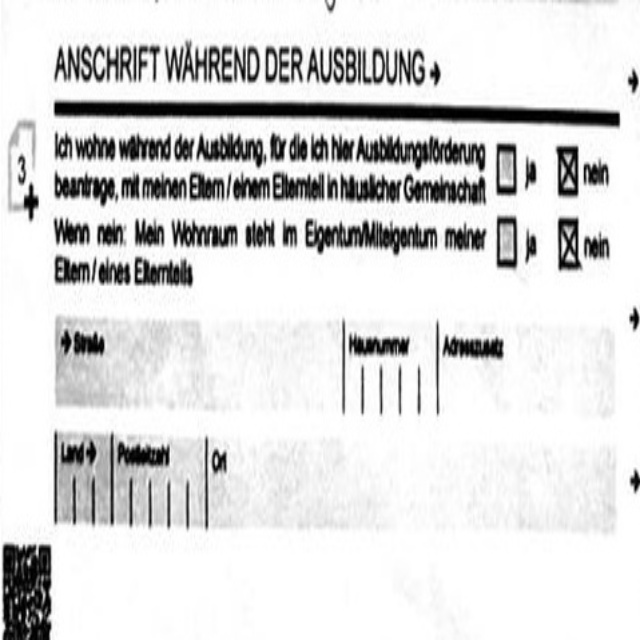 ANSCHRIFT WÄHREND DER AUSBILDUNG →
Ich wohne während der Ausbildung, für die ich hier Ausbildungsförderung
beantrage, mit meinen Eltern / einem Elternteil in häuslicher Gemeinschaft
ja nein
3
Wenn nein: Mein Wohnraum steht im Eigentum/Miteigentum meiner
Eltern / eines Elternteils
ja nein
→ Straße Hausnummer Adresszusatz
Land → Postleitzahl Ort